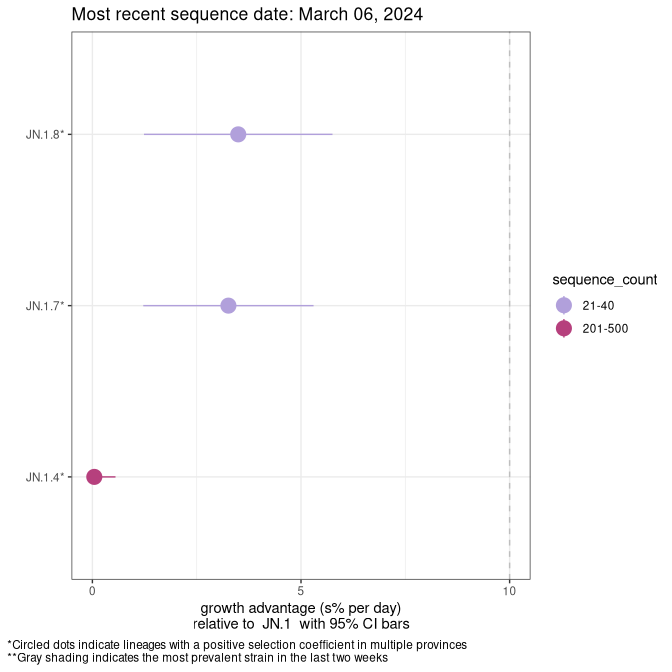 Most recent sequence date: March 06, 2024
JN.1.8*
JN.1.7*
JN.1.4*
0
5
10
growth advantage (s% per day)
relative to JN.1 with 95% CI bars
sequence_count
21-40
201-500
*Circled dots indicate lineages with a positive selection coefficient in multiple provinces
**Gray shading indicates the most prevalent strain in the last two weeks